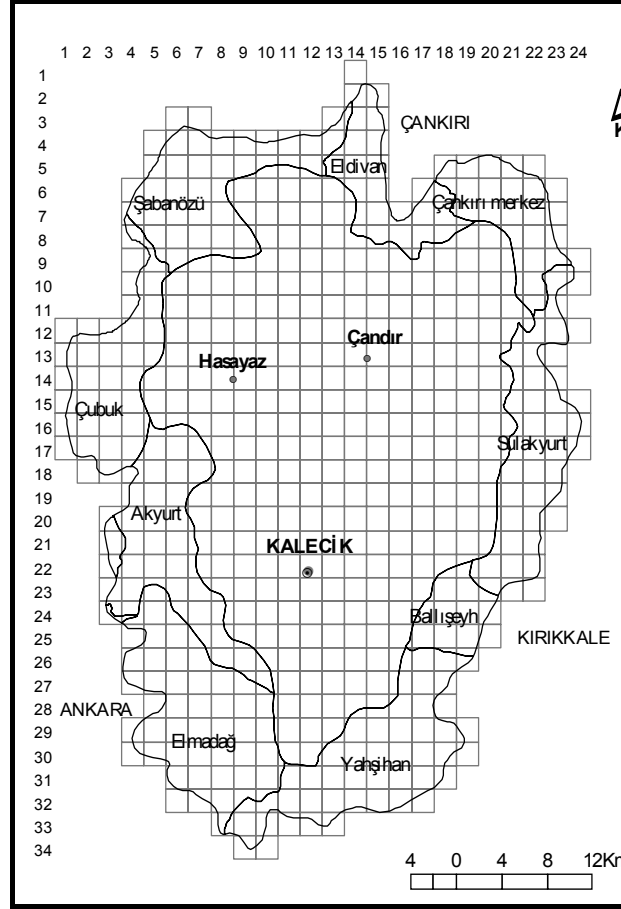 1 2 3 4 5 6 7 8 9 10 11 12 13 14 15 16 17 18 19 20 21 22 23 24
1
2
3
4
5
6
7
8
9
10
11
12
13
14
15
16
17
18
19
20
21
22
23
24
25
26
27
28
29
30
31
32
33
34
K
ÇANKIRI
Eldivan
Şabanözü
Çankırı merkez
Çandır
Hasayaz
Çubuk
Sulakyurt
Akyurt
KALECİK
Ballışeyh
KIRIKKALE
ANKARA
Elmadağ
Yahşihan
4 0 4 8 12Km